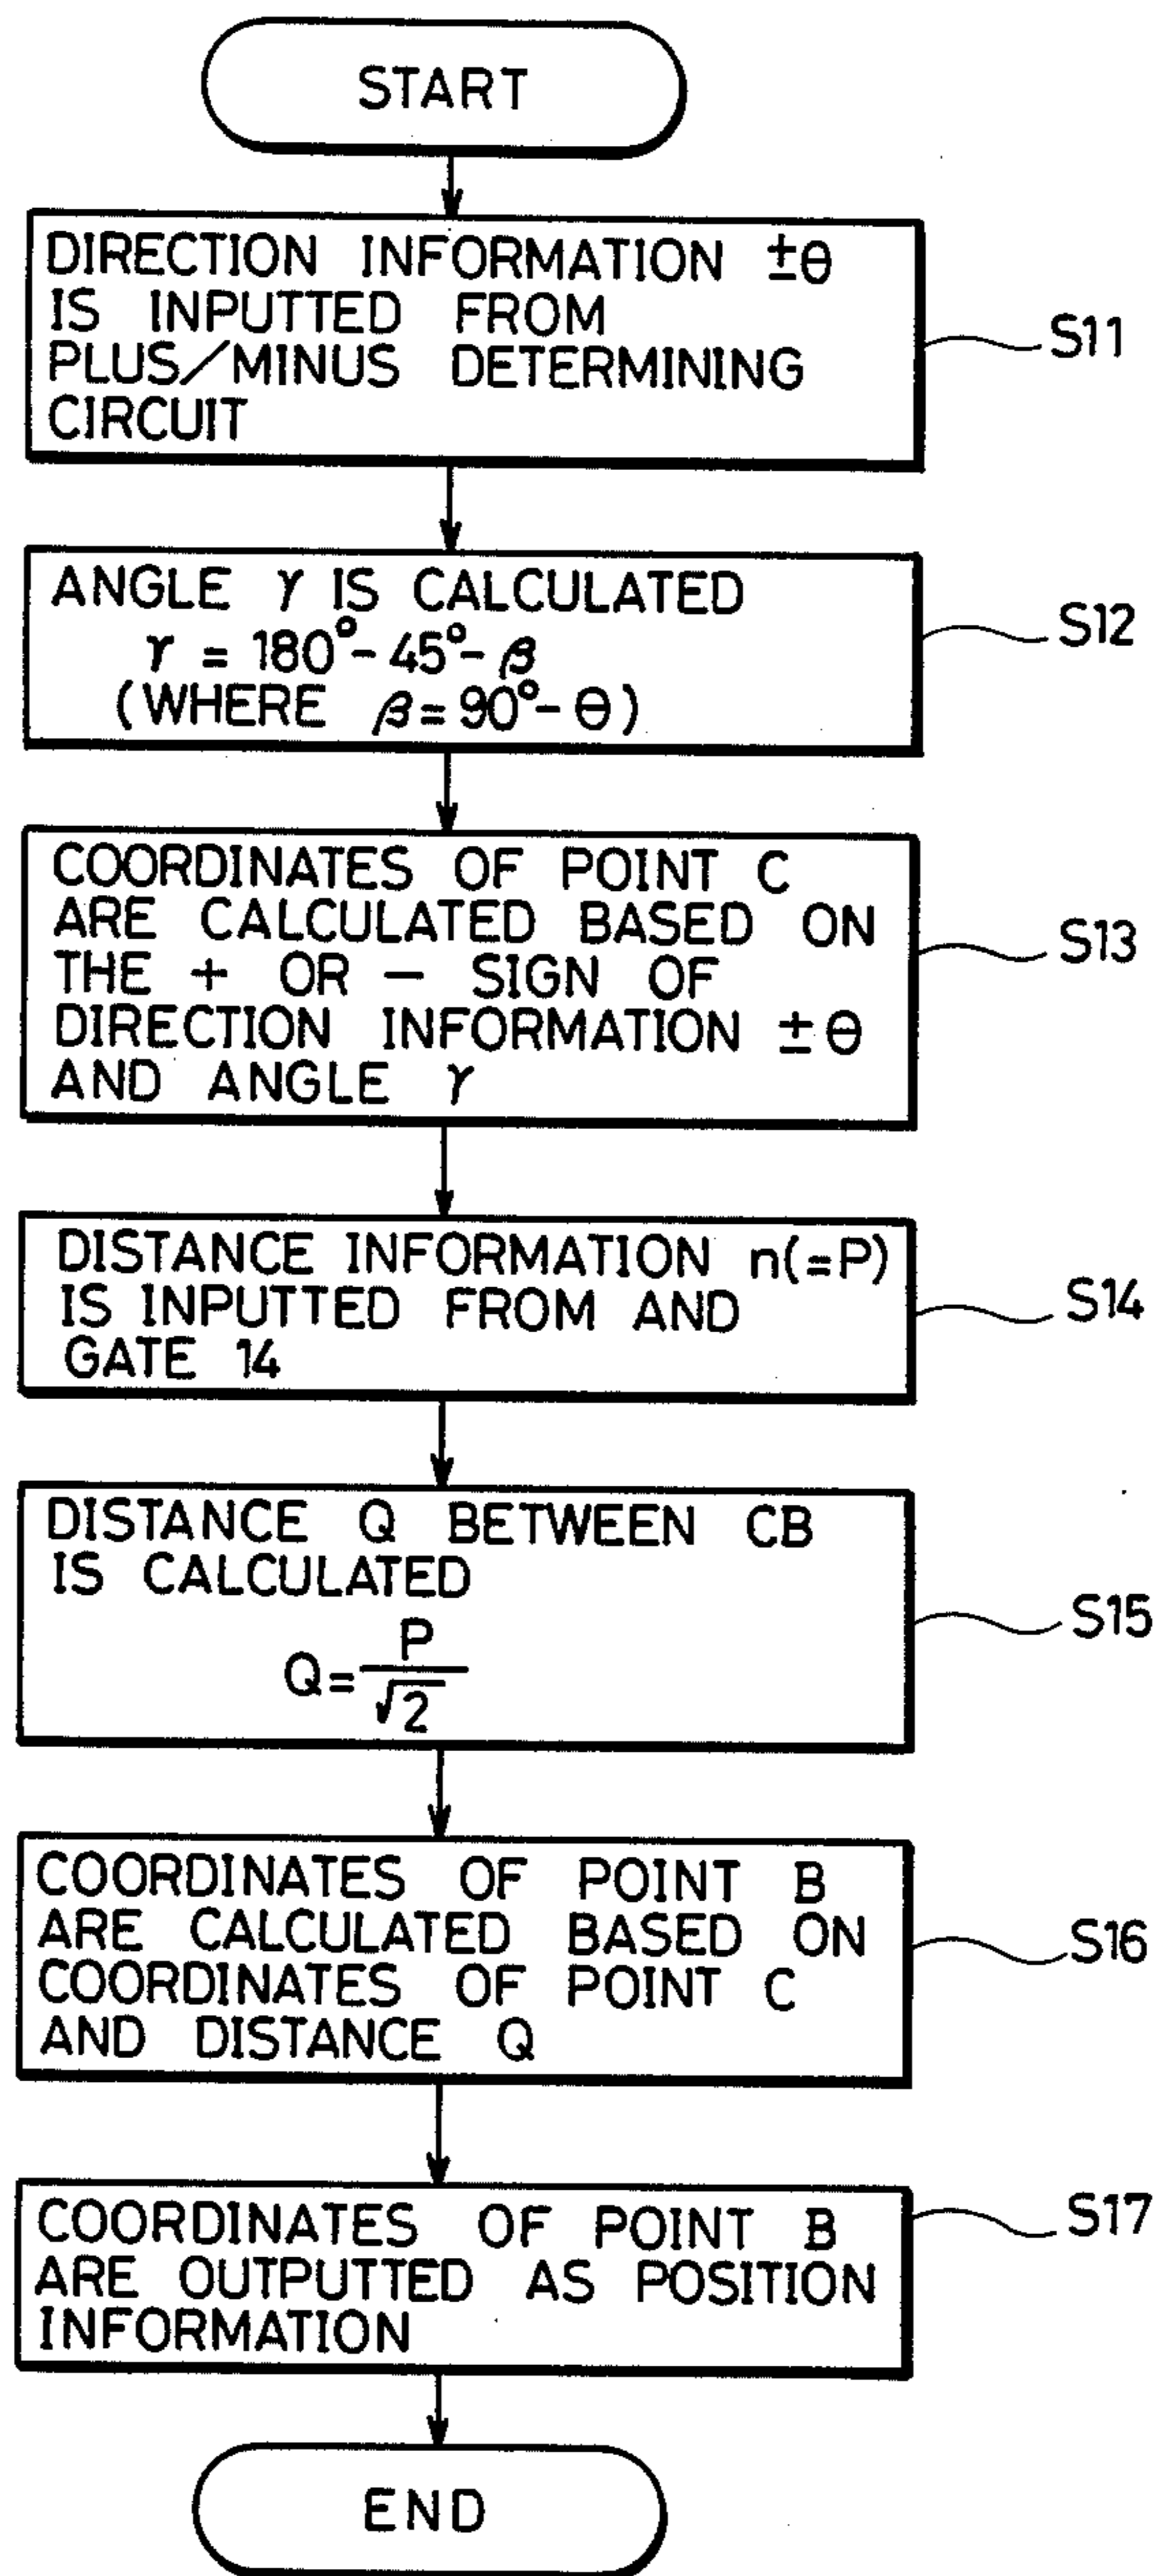 START
DIRECTION INFORMATION ±θ
IS INPUTTED FROM
PLUS/MINUS DETERMINING
CIRCUIT
S11
ANGLE γ IS CALCULATED
γ = 180° - 45° - β
(WHERE β = 90° - θ)
S12
COORDINATES OF POINT C
ARE CALCULATED BASED ON
THE + OR − SIGN OF
DIRECTION INFORMATION ±θ
AND ANGLE γ
S13
DISTANCE INFORMATION n(=P)
IS INPUTTED FROM AND
GATE 14
S14
DISTANCE Q BETWEEN CB
IS CALCULATED
Q = P/√2
S15
COORDINATES OF POINT B
ARE CALCULATED BASED ON
COORDINATES OF POINT C
AND DISTANCE Q
S16
COORDINATES OF POINT B
ARE OUTPUTTED AS POSITION
INFORMATION
S17
END